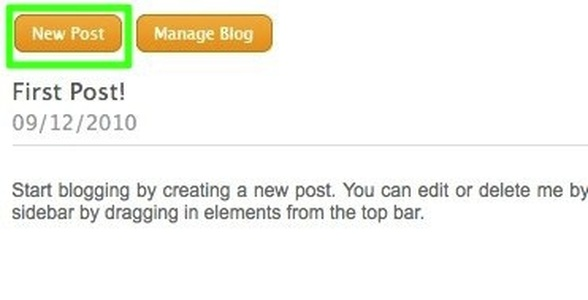 New Post Manage Blog
First Post!
09/12/2010
Start blogging by creating a new post. You can edit or delete me by
sidebar by dragging in elements from the top bar.